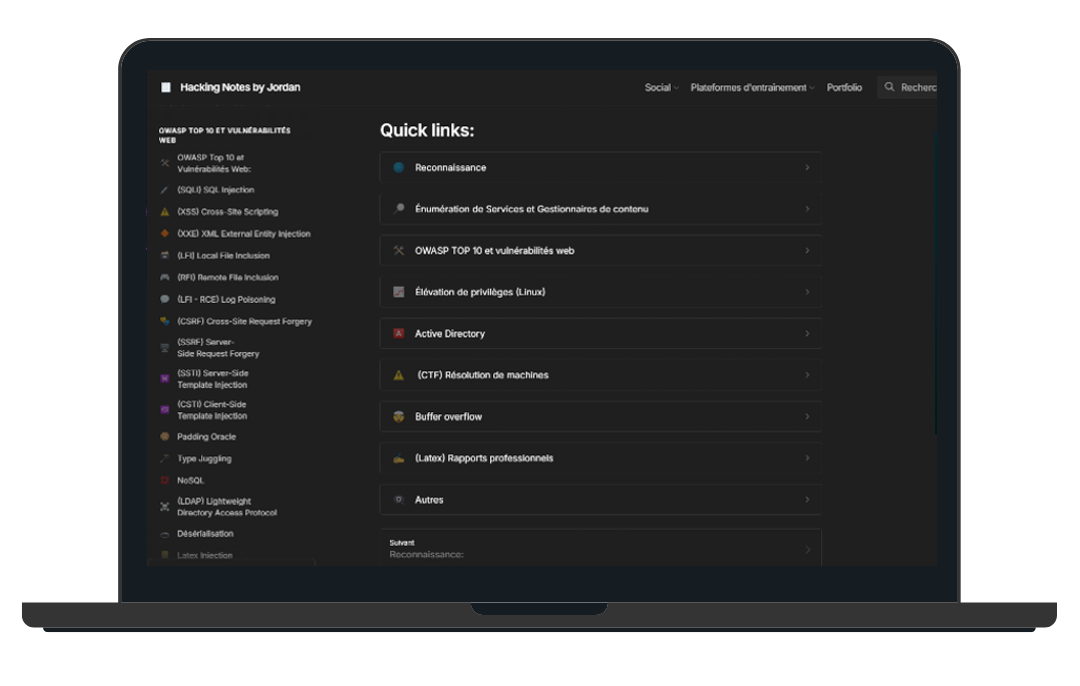 Hacking Notes by Jordan
Social
Plateformes d'entrainement
Portfolio
Recherc
OWASP TOP 10 ET VULNÉRABILITÉS
WEB
OWASP Top 10 et
Vulnérabilités Web:
(SQLI) SQL Injection
(XSS) Cross-Site Scripting
(XXE) XML External Entity Injection
(LFI) Local File Inclusion
(RFI) Remote File Inclusion
(LFI - RCE) Log Poisoning
(CSRF) Cross-Site Request Forgery
(SSRF) Server-
Side Request Forgery
(SSTI) Server-Side
Template Injection
(CSTI) Client-Side
Template Injection
Padding Oracle
Type Juggling
NoSQL
(LDAP) Lightweight
Directory Access Protocol
Désérialisation
Latex Injection
Quick links:
Reconnaissance
Énumération de Services et Gestionnaires de contenu
OWASP TOP 10 et vulnérabilités web
Élévation de privilèges (Linux)
Active Directory
(CTF) Résolution de machines
Buffer overflow
(Latex) Rapports professionnels
Autres
Suivant
Reconnaissance: